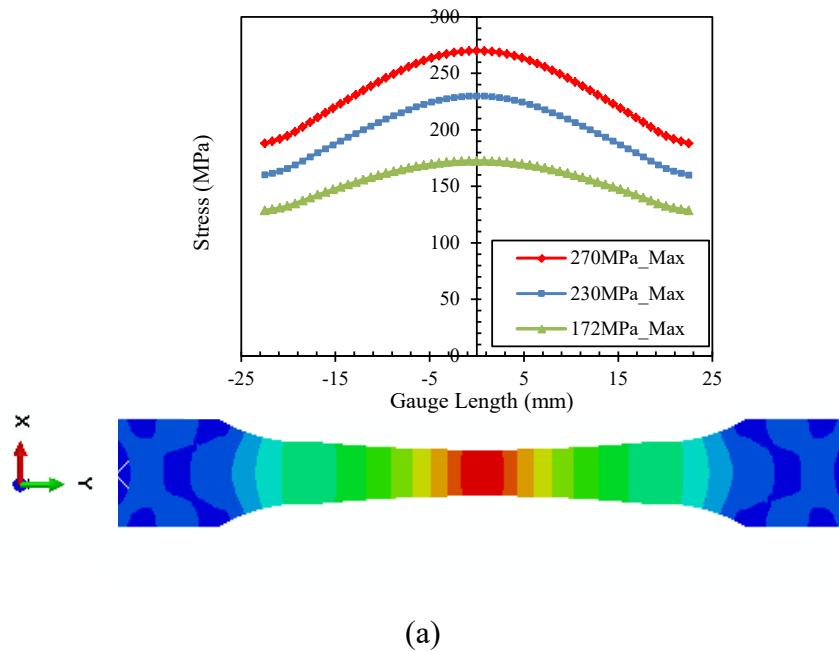 300
250
200
150
100
50
0
Stress (MPa)
270MPa_Max
230MPa_Max
172MPa_Max
-25 -15 -5 5 15 25
Gauge Length (mm)
X
Y
(a)